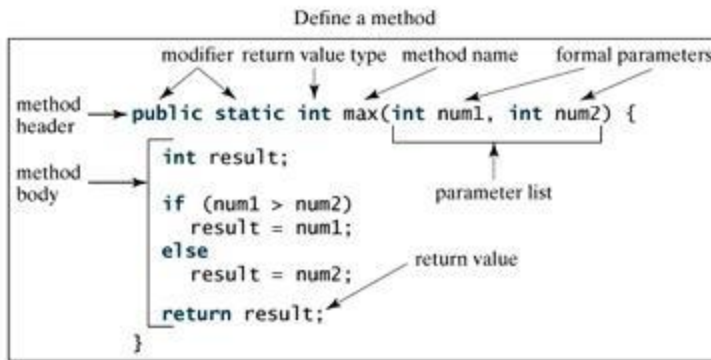 Define a method
modifier return value type method name formal parameters
method header
public static int max(int num1, int num2) {
method body
int result;
parameter list
if (num1 > num2)
result = num1;
else
result = num2;
return value
return result;
}